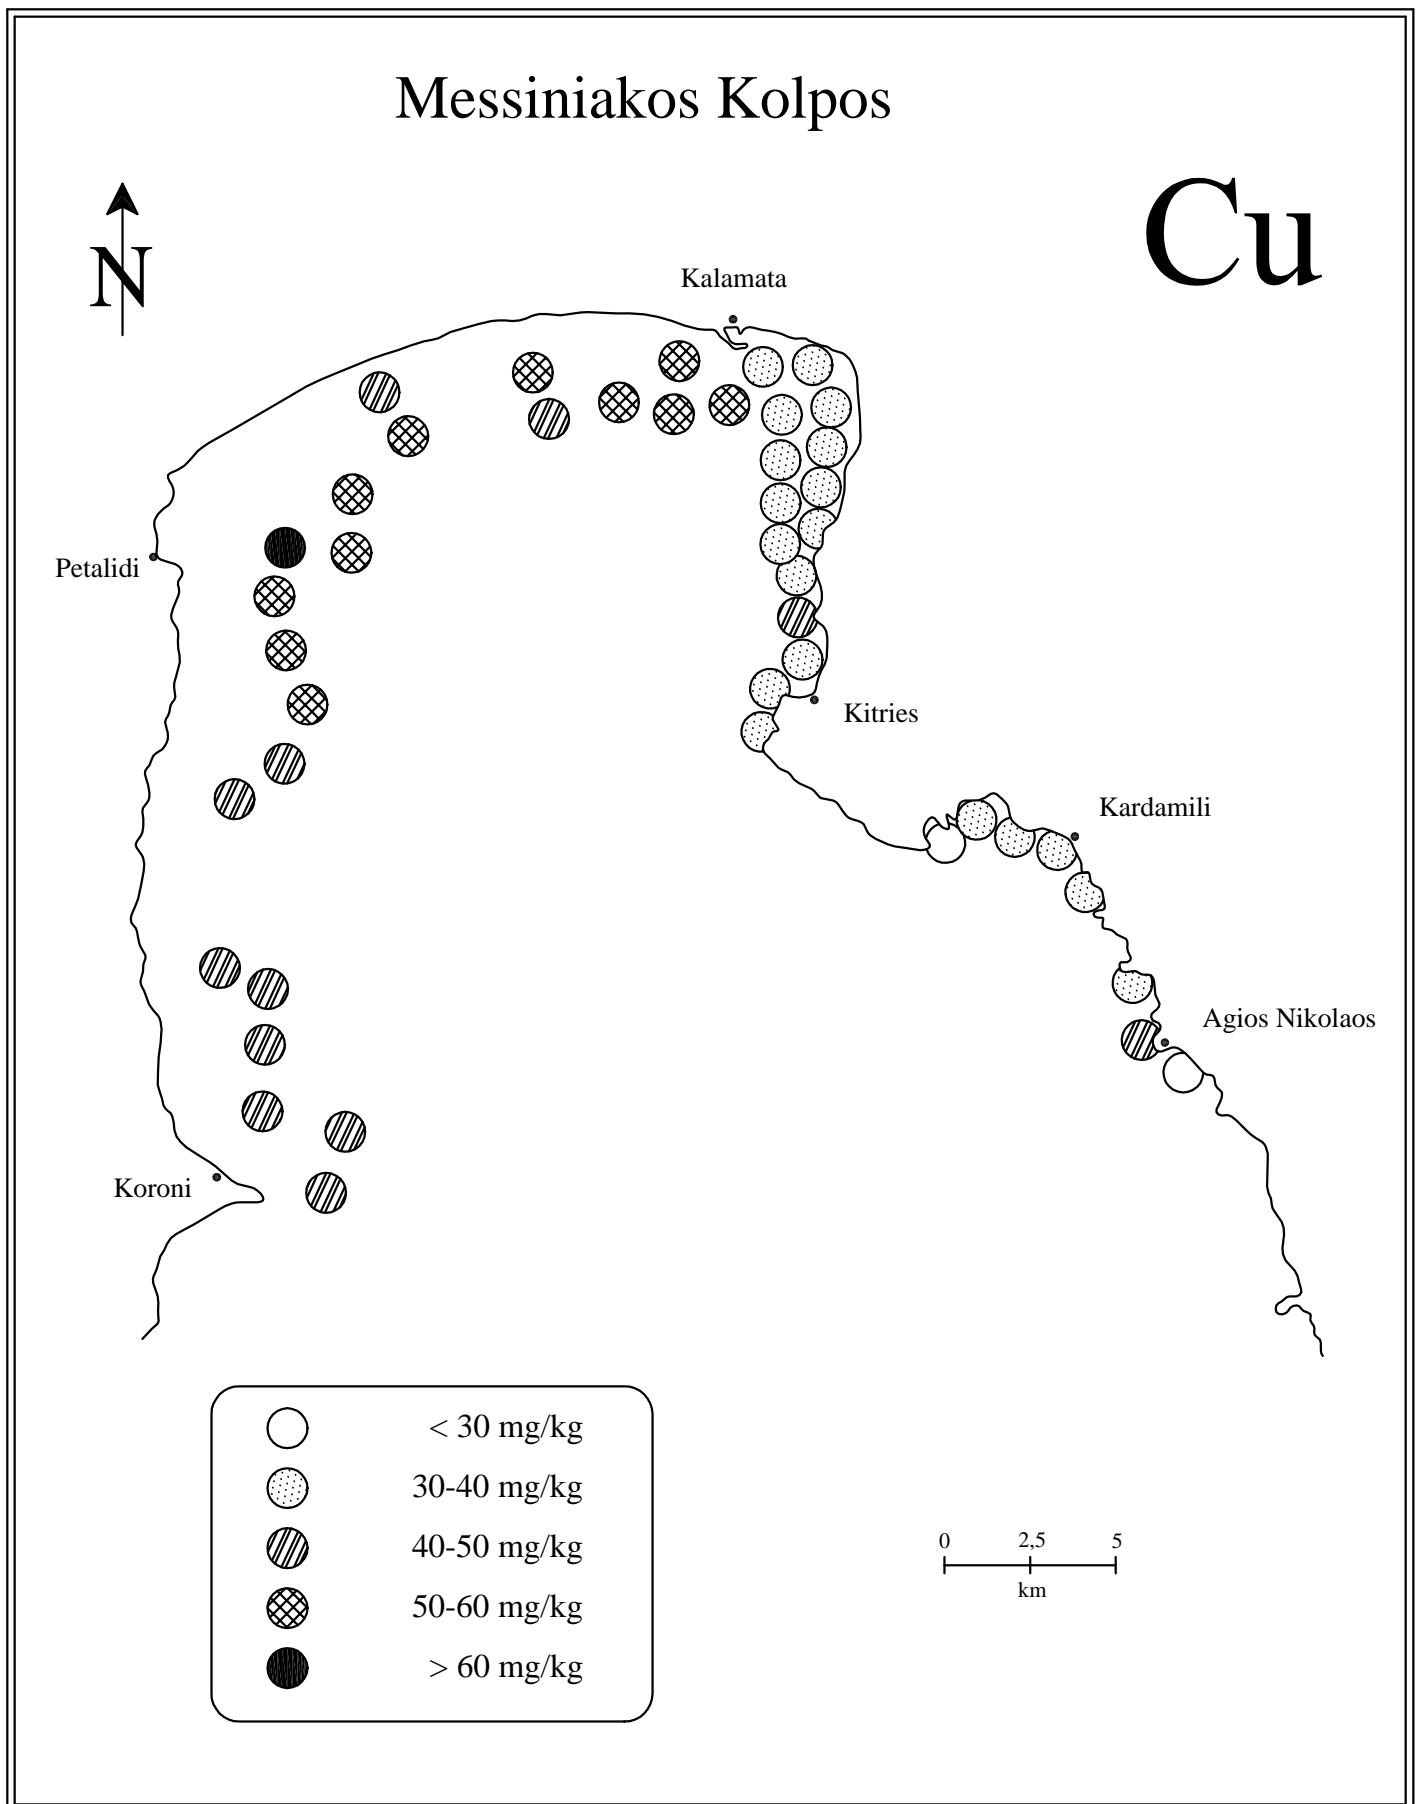 Messiniakos Kolpos
Cu
N
Kalamata
Petalidi
Kitries
Kardamili
Agios Nikolaos
Koroni
< 30 mg/kg
30-40 mg/kg
40-50 mg/kg
50-60 mg/kg
> 60 mg/kg
0 2,5 5
km